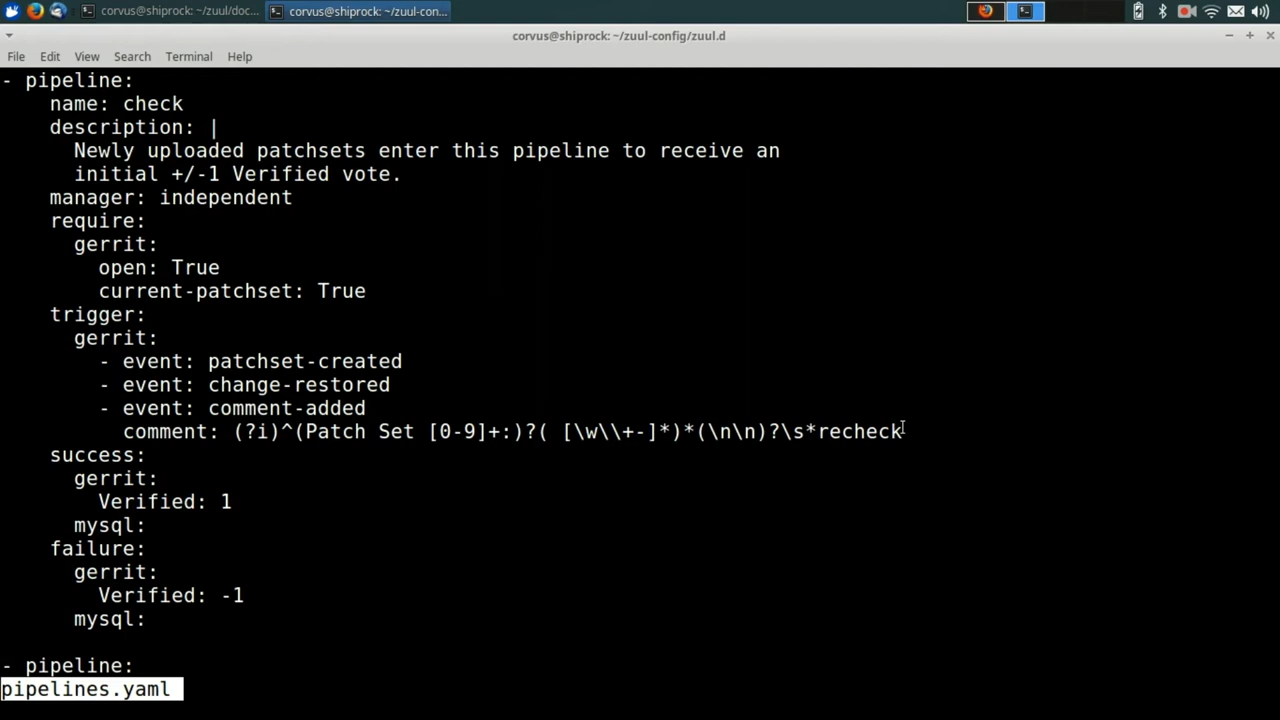 corvus@shiprock: ~/zuul/doc...
corvus@shiprock: ~/zuul-con...
corvus@shiprock: ~/zuul-config/zuul.d
File Edit View Search Terminal Help
- pipeline:
name: check
description: |
Newly uploaded patchsets enter this pipeline to receive an
initial +/-1 Verified vote.
manager: independent
require:
gerrit:
open: True
current-patchset: True
trigger:
gerrit:
- event: patchset-created
- event: change-restored
- event: comment-added
comment: (?i)^(Patch Set [0-9]+:)?( [\w\\+-]*)*(\n\n)?\s*recheck
success:
gerrit:
Verified: 1
mysql:
failure:
gerrit:
Verified: -1
mysql:
- pipeline:
pipelines.yaml